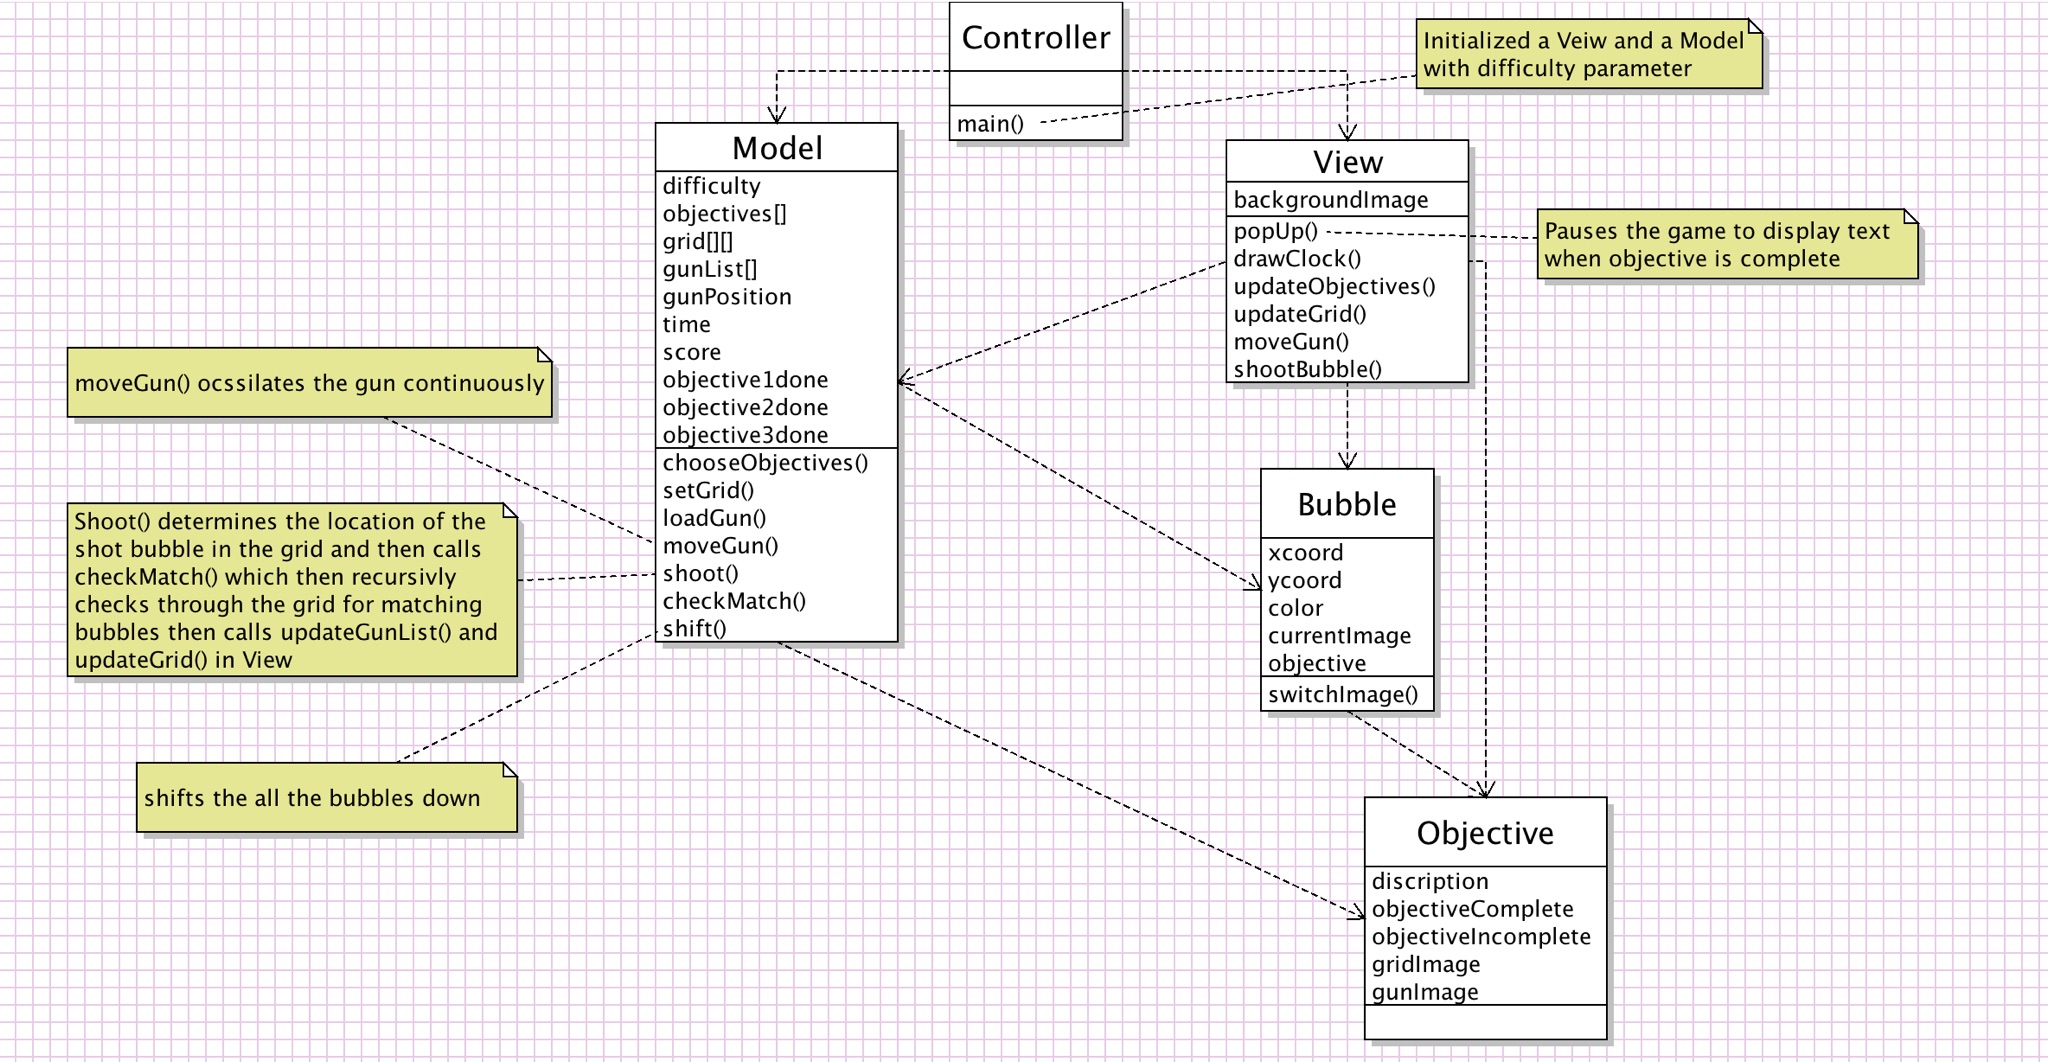 Controller
main()
Initialized a Veiw and a Model
with difficulty parameter
Model
difficulty
objectives[]
grid[][]
gunList[]
gunPosition
time
score
objective1done
objective2done
objective3done
chooseObjectives()
setGrid()
loadGun()
moveGun()
shoot()
checkMatch()
shift()
View
backgroundImage
popUp()
drawClock()
updateObjectives()
updateGrid()
moveGun()
shootBubble()
Pauses the game to display text
when objective is complete
moveGun() ocssilates the gun continuously
Shoot() determines the location of the
shot bubble in the grid and then calls
checkMatch() which then recursivly
checks through the grid for matching
bubbles then calls updateGunList() and
updateGrid() in View
shifts the all the bubbles down
Bubble
xcoord
ycoord
color
currentImage
objective
switchImage()
Objective
discription
objectiveComplete
objectiveIncomplete
gridImage
gunImage